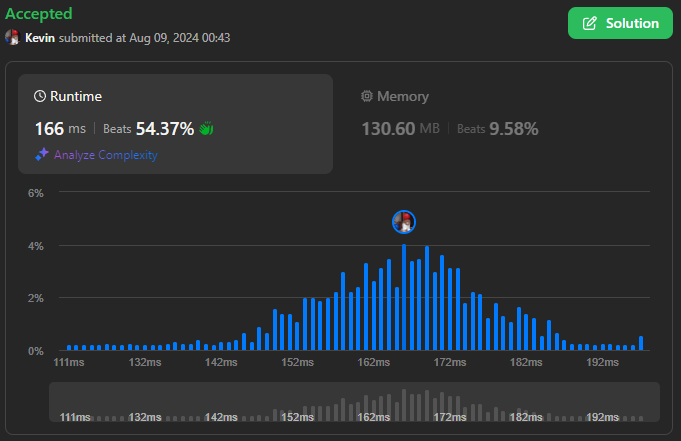 Accepted
Kevin submitted at Aug 09, 2024 00:43
Solution
Runtime
166 ms | Beats 54.37%
Analyze Complexity
Memory
130.60 MB | Beats 9.58%
6%
4%
2%
0%
111ms 132ms 142ms 152ms 162ms 172ms 182ms 192ms
111ms 132ms 142ms 152ms 162ms 172ms 182ms 192ms